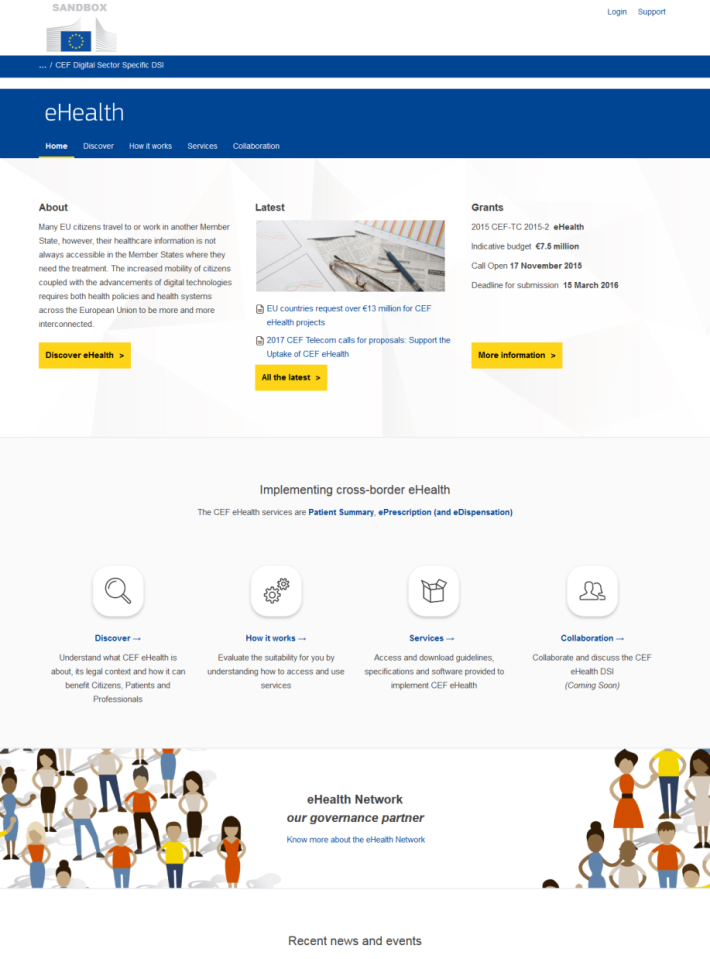 SANDBOX
Login Support
... / CEF Digital Sector Specific DSI
eHealth
Home Discover How it works Services Collaboration
About
Many EU citizens travel to or work in another Member
State, however, their healthcare information is not
always accessible in the Member States where they
need the treatment. The increased mobility of citizens
coupled with the advancements of digital technologies
requires both health policies and health systems
across the European Union to be more and more
interconnected.
Discover eHealth >
Latest
EU countries request over €13 million for CEF
eHealth projects
2017 CEF Telecom calls for proposals: Support the
Uptake of CEF eHealth
All the latest >
Grants
2015 CEF-TC 2015-2 eHealth
Indicative budget €7.5 million
Call Open 17 November 2015
Deadline for submission 15 March 2016
More information >
Implementing cross-border eHealth
The CEF eHealth services are Patient Summary, ePrescription (and eDispensation)
Discover →
Understand what CEF eHealth is
about, its legal context and how it can
benefit Citizens, Patients and
Professionals
How it works →
Evaluate the suitability for you by
understanding how to access and use
services
Services →
Access and download guidelines,
specifications and software provided to
implement CEF eHealth
Collaboration →
Collaborate and discuss the CEF
eHealth DSI
(Coming Soon)
eHealth Network
our governance partner
Know more about the eHealth Network
Recent news and events